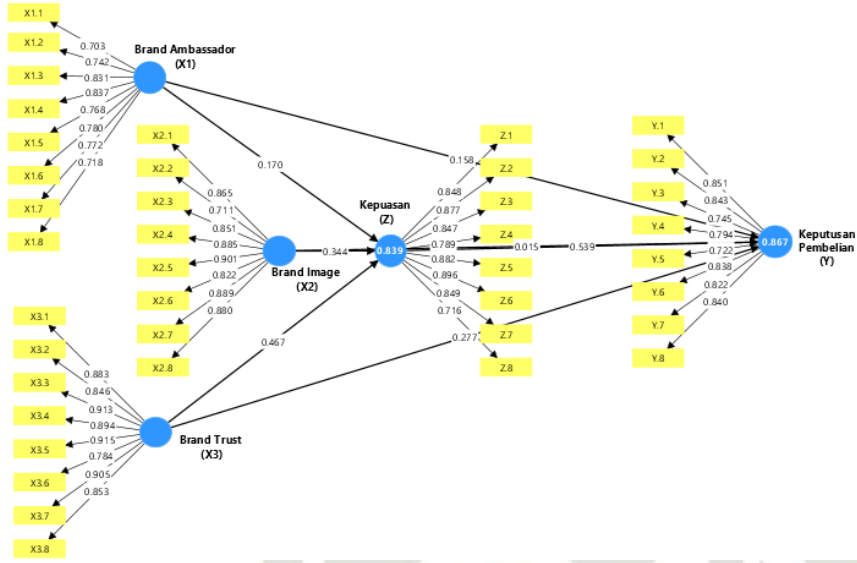 X1.1
X1.2
X1.3
X1.4
X1.5
X1.6
X1.7
X1.8
0.703
0.742
0.831
0.837
0.768
0.780
0.772
0.718
Brand Ambassador
(X1)
0.170
0.158
X2.1
X2.2
X2.3
X2.4
X2.5
X2.6
X2.7
X2.8
0.865
0.711
0.851
0.885
0.901
0.822
0.889
0.880
Brand Image
(X2)
0.344
Kepuasan
(Z)
0.839
Z.1
Z.2
Z.3
Z.4
Z.5
Z.6
Z.7
Z.8
0.848
0.877
0.847
0.789
0.882
0.896
0.849
0.716
0.015
0.539
Y.1
Y.2
Y.3
Y.4
Y.5
Y.6
Y.7
Y.8
0.851
0.843
0.745
0.794
0.722
0.838
0.822
0.840
0.867
Keputusan
Pembelian
(Y)
X3.1
X3.2
X3.3
X3.4
X3.5
X3.6
X3.7
X3.8
0.883
0.846
0.913
0.894
0.915
0.784
0.905
0.853
Brand Trust
(X3)
0.467
0.277